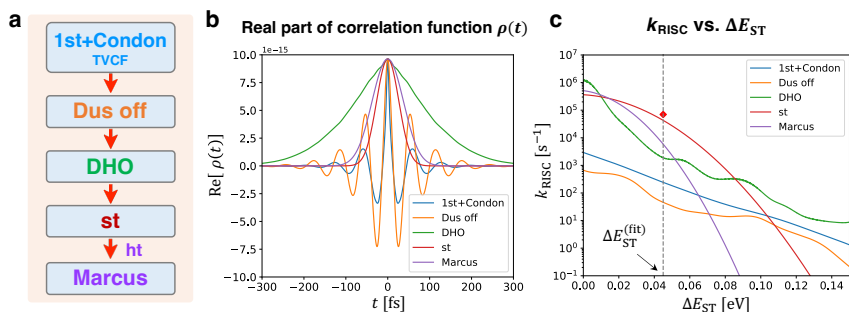 a
1st+Condon
TVCF
Dus off
DHO
st
ht
Marcus
b
Real part of correlation function ρ(t)
1e−15
10.0
7.5
5.0
2.5
0.0
−2.5
−5.0
−7.5
−10.0
Re[ ρ(t)]
−300 −200 −100 0 100 200 300
t [fs]
1st+Condon
Dus off
DHO
st
Marcus
c
k_RISC vs. ΔE_ST
10^7
10^6
10^5
10^4
10^3
10^2
10^1
10^0
10^−1
k_RISC [s^−1]
0.00 0.02 0.04 0.06 0.08 0.10 0.12 0.14
ΔE_ST [eV]
ΔE_ST^(fit)
1st+Condon
Dus off
DHO
st
Marcus